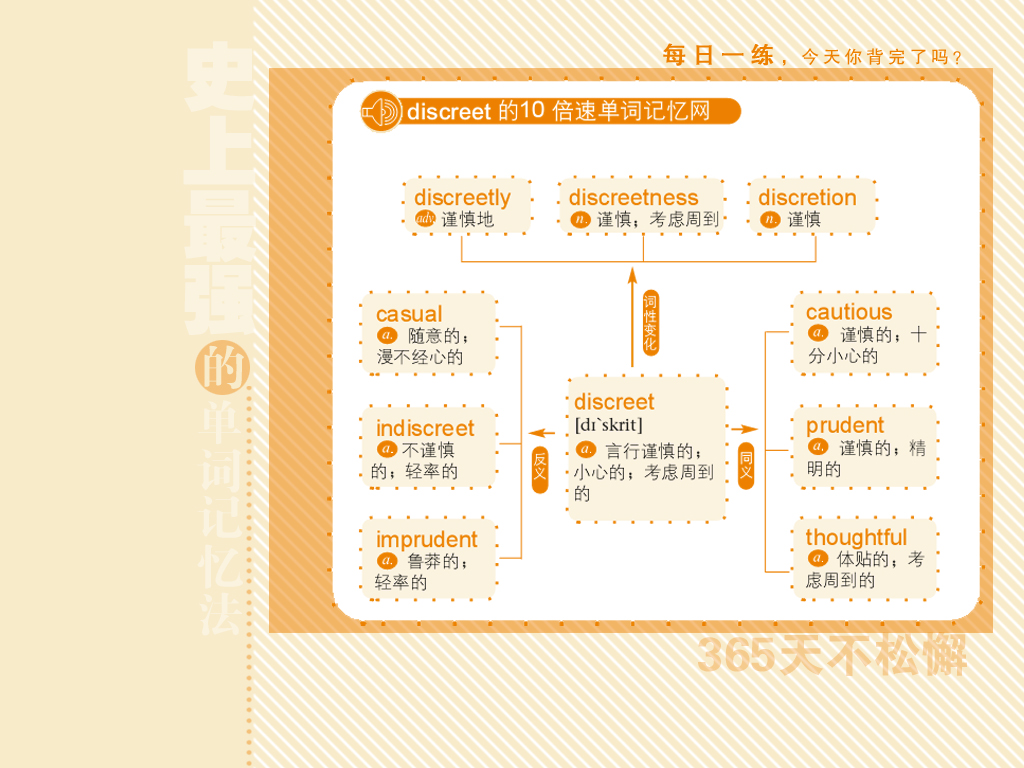 每日一练，今天你背完了吗？
史上最强的单词记忆法
discreet 的10 倍速单词记忆网
discreetly
adv 谨慎地
discreetness
n. 谨慎；考虑周到
discretion
n. 谨慎
词性变化
casual
a. 随意的；
漫不经心的
indiscreet
a. 不谨慎
的；轻率的
imprudent
a. 鲁莽的；
轻率的
反义
discreet
[dɪ`skrit]
a. 言行谨慎的；
小心的；考虑周到
的
同义
cautious
a. 谨慎的；十
分小心的
prudent
a. 谨慎的；精
明的
thoughtful
a. 体贴的；考
虑周到的
365天不松懈